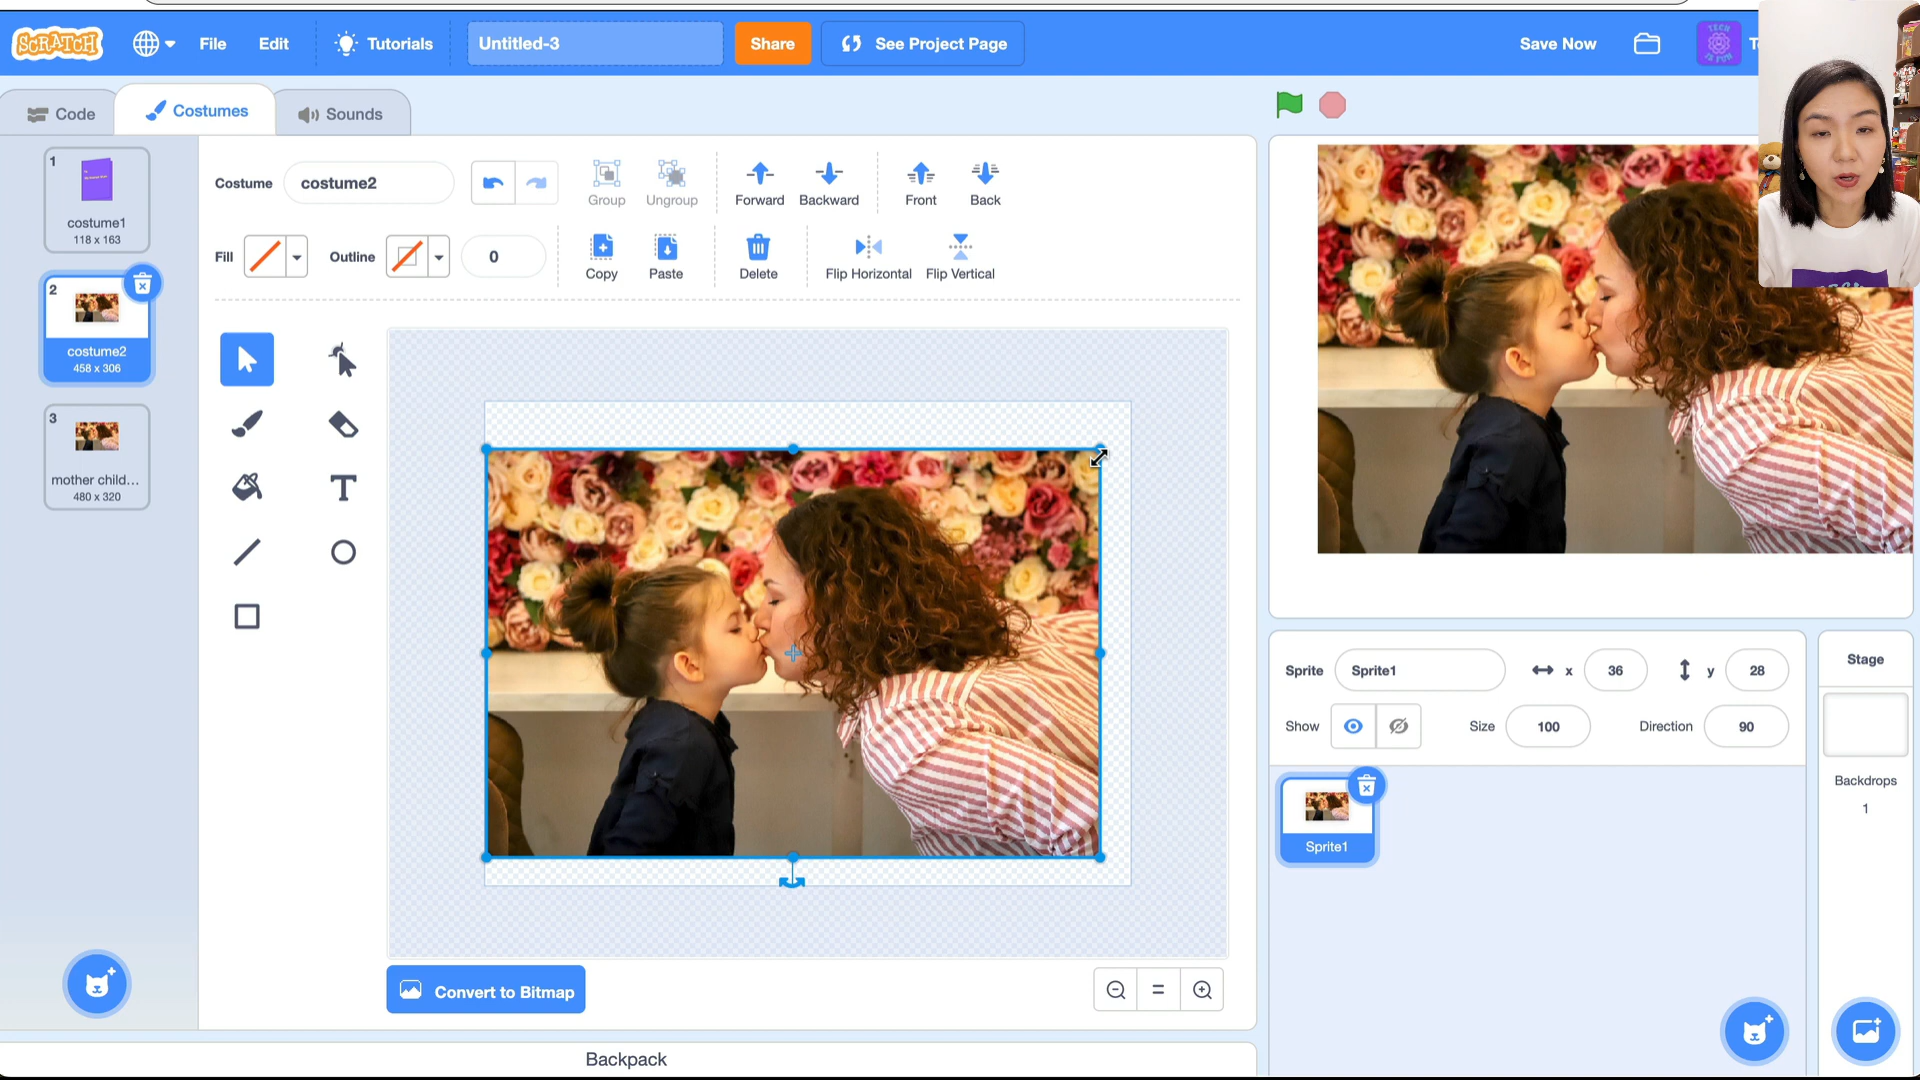 SCRATCH
File
Edit
Tutorials
Untitled-3
Share
See Project Page
Save Now
TECH
IS FUN
Code
Costumes
Sounds
1
costume1
118 x 163
2
costume2
458 x 306
3
mother child...
480 x 320
Costume
costume2
Group
Ungroup
Forward
Backward
Front
Back
Fill
Outline
0
Copy
Paste
Delete
Flip Horizontal
Flip Vertical
T
Convert to Bitmap
Backpack
Sprite
Sprite1
x
36
y
28
Show
Size
100
Direction
90
Sprite1
Stage
Backdrops
1